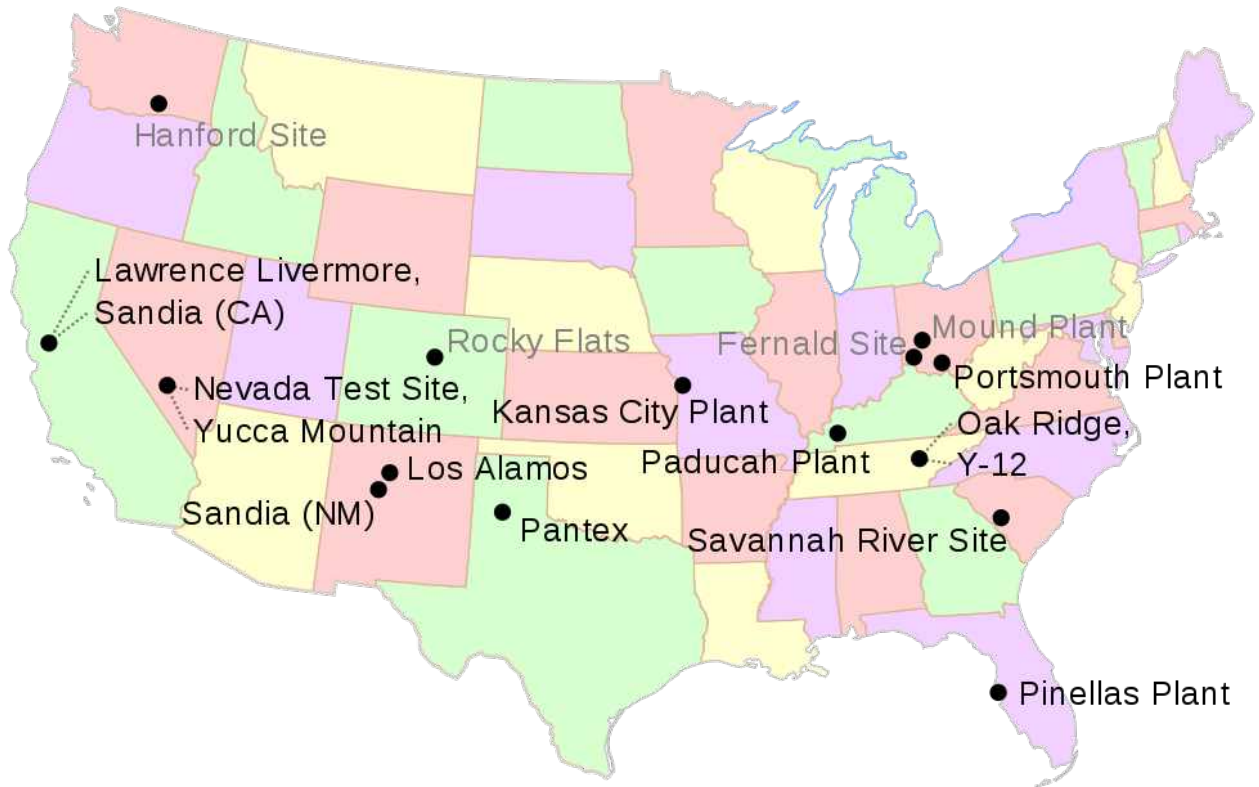 Hanford Site
Lawrence Livermore,
Sandia (CA)
Rocky Flats
Fernald Site
Mound Plant
Portsmouth Plant
Nevada Test Site,
Yucca Mountain
Kansas City Plant
Oak Ridge,
Y-12
Paducah Plant
Los Alamos
Sandia (NM)
Pantex
Savannah River Site
Pinellas Plant